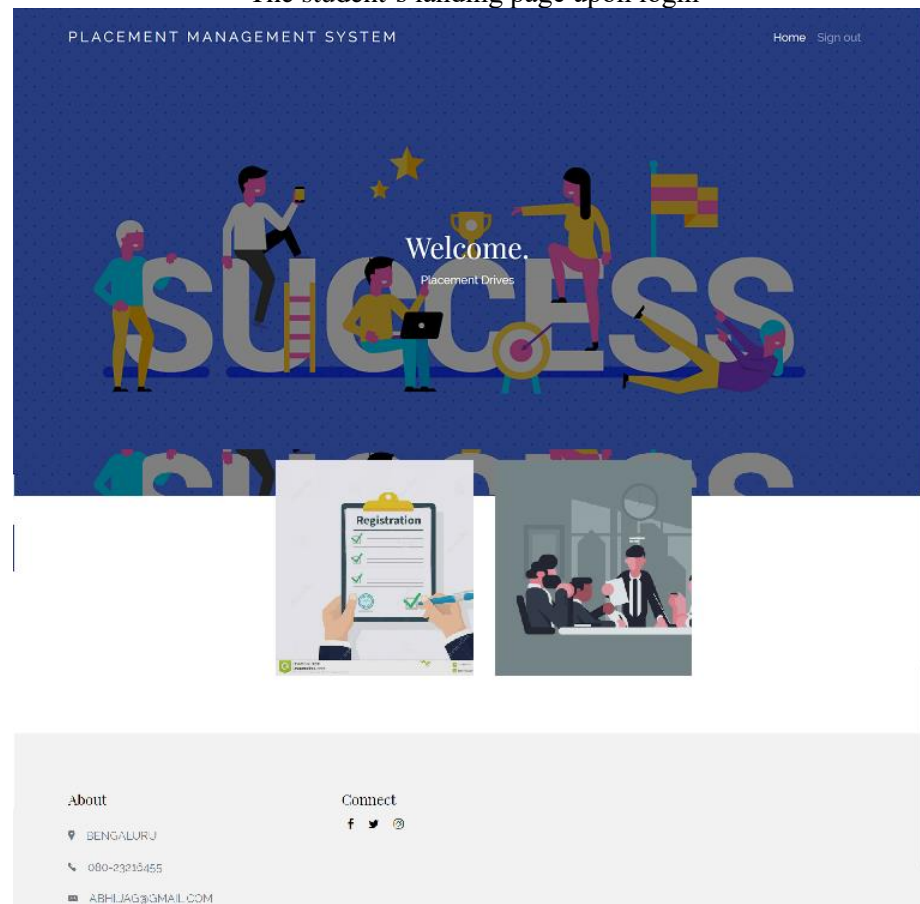 The student's landing page upon login
PLACEMENT MANAGEMENT SYSTEM
Home Sign out
SUCCESS
Welcome.
Placement Drives
Registration
About
Connect
BENGALURU
080-23216455
ABHIJAG@GMAIL.COM